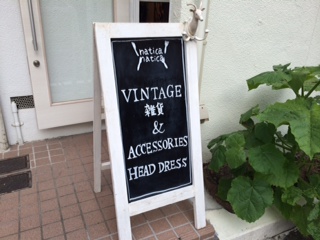 natica
natica
VINTAGE
雑貨
&
ACCESSORIES
HEAD DRESS